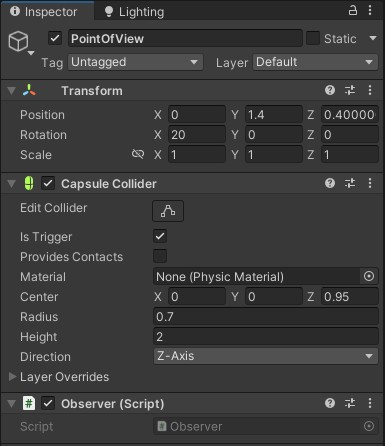 Inspector Lighting
PointOfView Static
Tag Untagged Layer Default
Transform
Position X 0 Y 1.4 Z 0.40000
Rotation X 20 Y 0 Z 0
Scale X 1 Y 1 Z 1
Capsule Collider
Edit Collider
Is Trigger
Provides Contacts
Material None (Physic Material)
Center X 0 Y 0 Z 0.95
Radius 0.7
Height 2
Direction Z-Axis
Layer Overrides
# Observer (Script)
Script # Observer